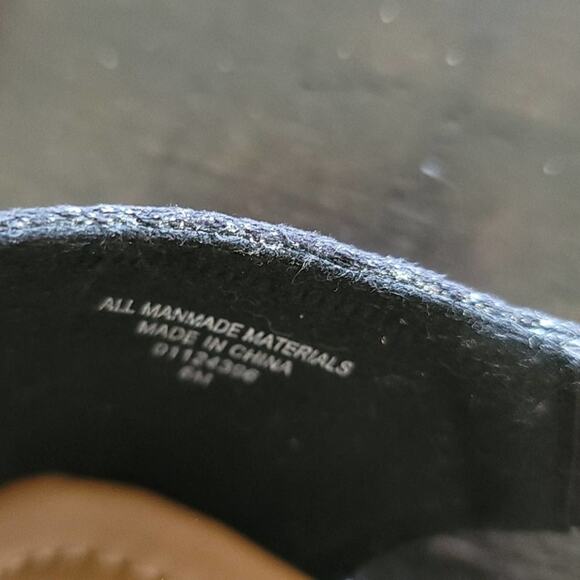 ALL MANMADE MATERIALS
MADE IN CHINA
01124396
6M